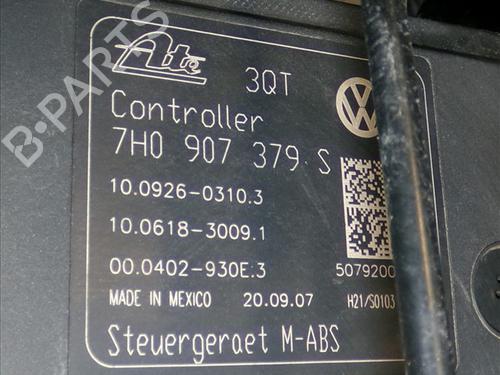 Ate 3QT
Controller
7H0 907 379 S
10.0926-0310.3
10.0618-3009.1
00.0402-930E.3 5079200
MADE IN MEXICO 20.09.07 H21/S0103
Steuergeraet M-ABS
B-PARTS